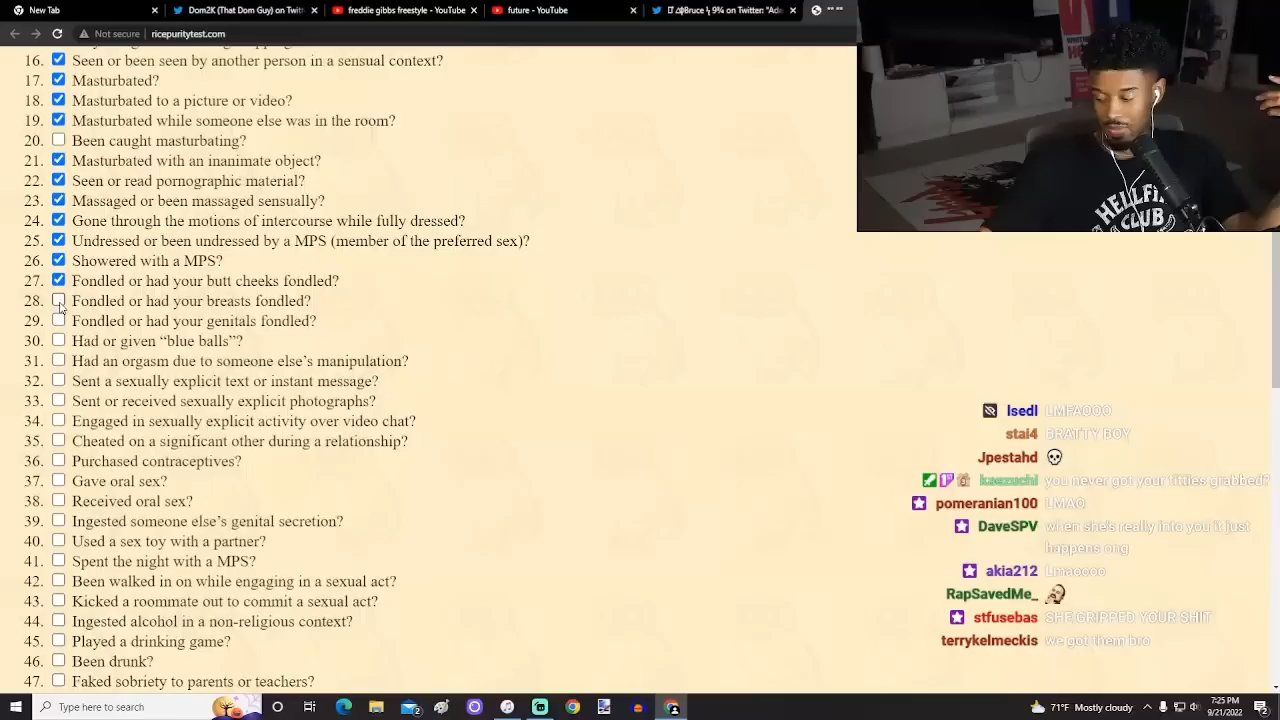 New Tab
Dom2K (That Dom Guy) on Twitt
freddie gibbs freestyle - YouTube
future - YouTube
Bruce 9% on Twitter: "Ade
Not secure ricepuritytest.com
16. Seen or been seen by another person in a sensual context?
17. Masturbated?
18. Masturbated to a picture or video?
19. Masturbated while someone else was in the room?
20. Been caught masturbating?
21. Masturbated with an inanimate object?
22. Seen or read pornographic material?
23. Massaged or been massaged sensually?
24. Gone through the motions of intercourse while fully dressed?
25. Undressed or been undressed by a MPS (member of the preferred sex)?
26. Showered with a MPS?
27. Fondled or had your butt cheeks fondled?
28. Fondled or had your breasts fondled?
29. Fondled or had your genitals fondled?
30. Had or given “blue balls”?
31. Had an orgasm due to someone else’s manipulation?
32. Sent a sexually explicit text or instant message?
33. Sent or received sexually explicit photographs?
34. Engaged in sexually explicit activity over video chat?
35. Cheated on a significant other during a relationship?
36. Purchased contraceptives?
37. Gave oral sex?
38. Received oral sex?
39. Ingested someone else’s genital secretion?
40. Used a sex toy with a partner?
41. Spent the night with a MPS?
42. Been walked in on while engaging in a sexual act?
43. Kicked a roommate out to commit a sexual act?
44. Ingested alcohol in a non-religious context?
45. Played a drinking game?
46. Been drunk?
47. Faked sobriety to parents or teachers?
HELLFI
CLUB
lsedl LMFAOOO
stai4 BRATTY BOY
Jpestahd
kaezuchi you never got your titties grabbed?
pomeranian100 LMAO
DaveSPV when she's really into you it just
happens ong
akia212 Lmaoooo
RapSavedMe_
stfusebas SHE GRIPPED YOUR SHIT
terrykelmeckis we got them bro
Type here to search
2
71°F Mostly cloudy
7:25 PM
9/21/2022
2